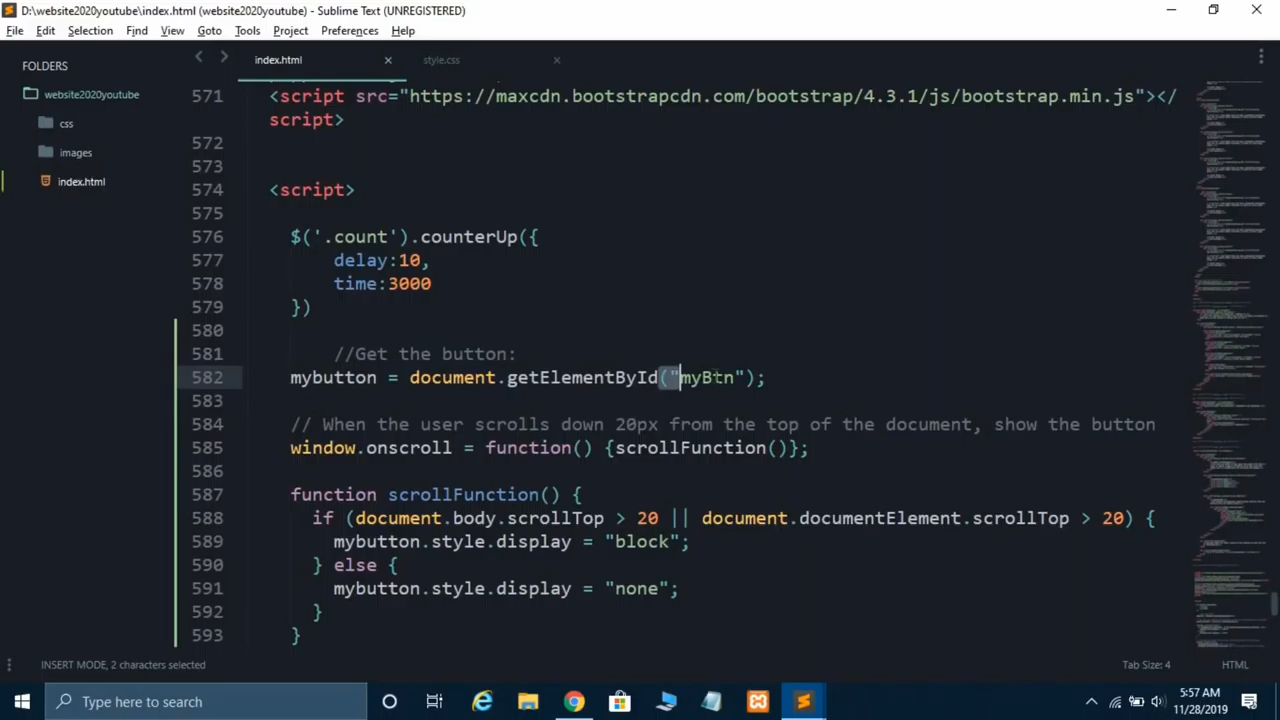 D:\website2020youtube\index.html (website2020youtube) - Sublime Text (UNREGISTERED)
File Edit Selection Find View Goto Tools Project Preferences Help
FOLDERS
website2020youtube
css
images
index.html
index.html × style.css ×
571 <script src="https://maxcdn.bootstrapcdn.com/bootstrap/4.3.1/js/bootstrap.min.js"></
script>
572
573
574 <script>
575
576 $('.count').counterUp({
577 delay:10,
578 time:3000
579 })
580
581 //Get the button:
582 mybutton = document.getElementById("myBtn");
583
584 // When the user scrolls down 20px from the top of the document, show the button
585 window.onscroll = function() {scrollFunction()};
586
587 function scrollFunction() {
588 if (document.body.scrollTop > 20 || document.documentElement.scrollTop > 20) {
589 mybutton.style.display = "block";
590 } else {
591 mybutton.style.display = "none";
592 }
593 }
INSERT MODE, 2 characters selected Tab Size: 4 HTML
Type here to search
5:57 AM
11/28/2019